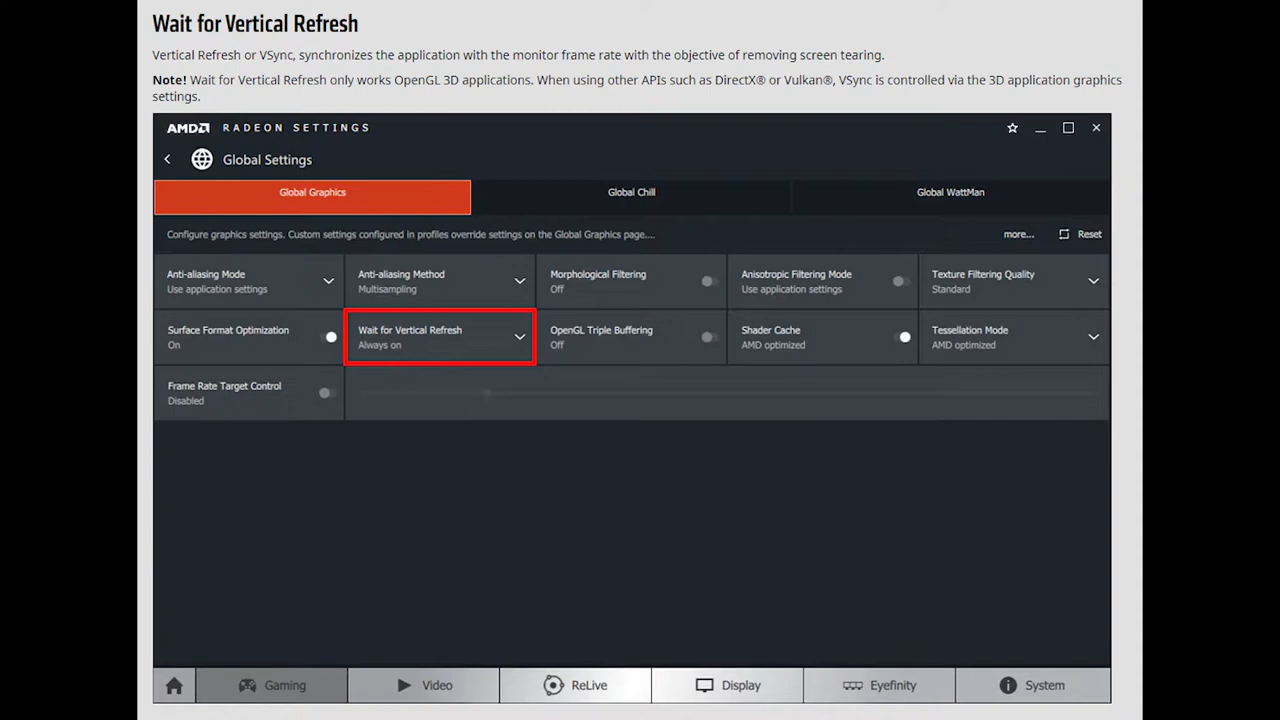 Wait for Vertical Refresh
Vertical Refresh or VSync, synchronizes the application with the monitor frame rate with the objective of removing screen tearing.
Note! Wait for Vertical Refresh only works OpenGL 3D applications. When using other APIs such as DirectX® or Vulkan®, VSync is controlled via the 3D application graphics
settings.
AMD RADEON SETTINGS
Global Settings
Global Graphics Global Chill Global WattMan
Configure graphics settings. Custom settings configured in profiles override settings on the Global Graphics page.... more... Reset
Anti-aliasing Mode Anti-aliasing Method Morphological Filtering Anisotropic Filtering Mode Texture Filtering Quality
Use application settings Multisampling Off Use application settings Standard
Surface Format Optimization Wait for Vertical Refresh OpenGL Triple Buffering Shader Cache Tessellation Mode
On Always on Off AMD optimized AMD optimized
Frame Rate Target Control
Disabled
Gaming Video ReLive Display Eyefinity System